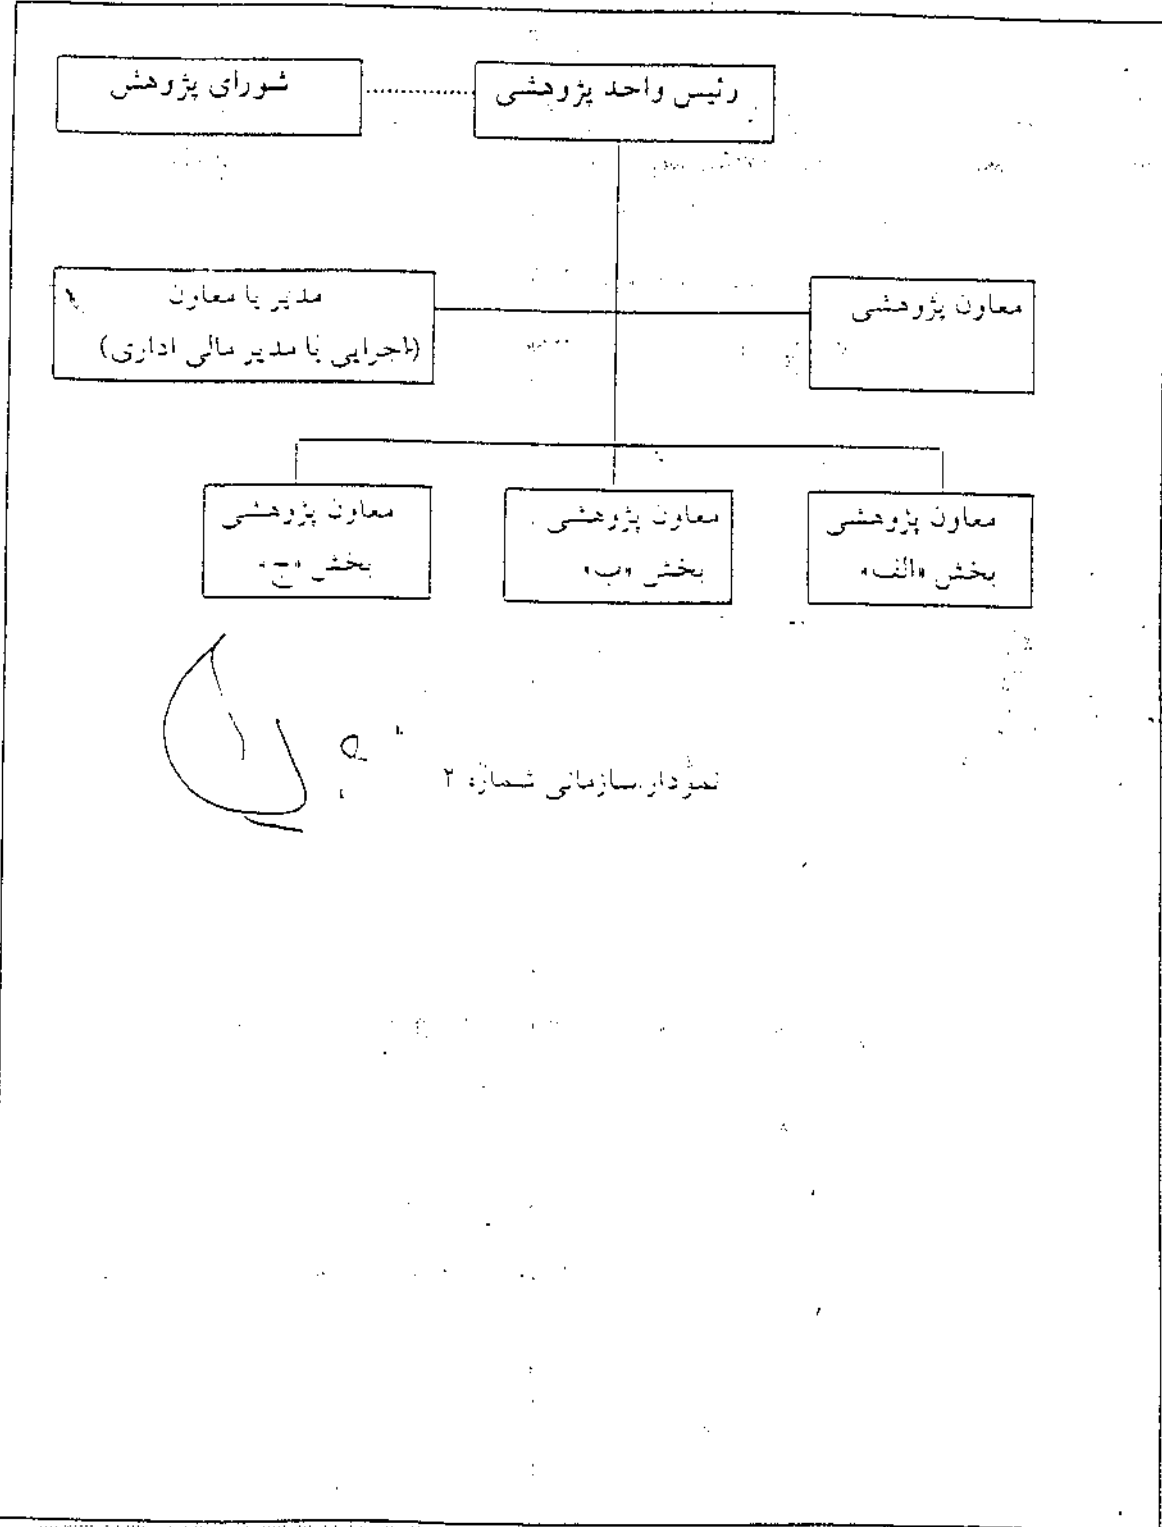 رئیس واحد پژوهشی
شورای پژوهش
معاون پژوهشی
مدیر یا معاون
(اجرایی یا مدیر مالی اداری)
معاون پژوهشی
بخش «الف»
معاون پژوهشی
بخش «ب»
معاون پژوهشی
بخش «ج»
نمودار سازمانی شماره ۲